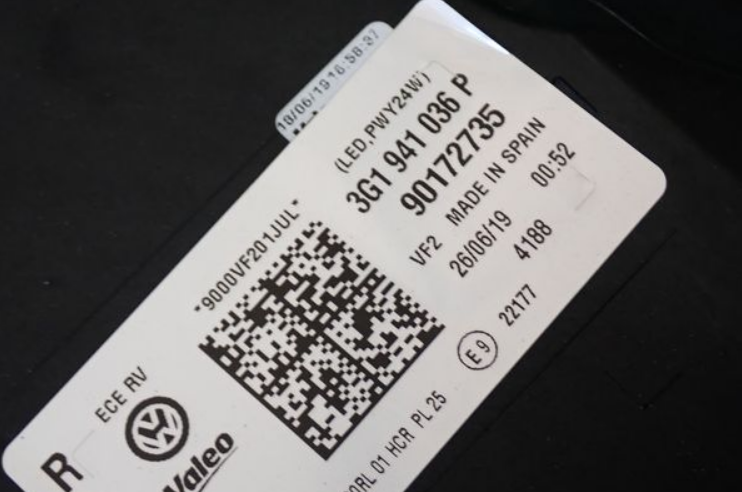 18/06/19 16:58:37
(LED,PWY24W)
3G1 941 036 P
90172735
VF2 MADE IN SPAIN
26/06/19 00:52
4188
*9000VF201JUL*
E9 22177
ECE RV
R
Valeo
01 HCR PL 25